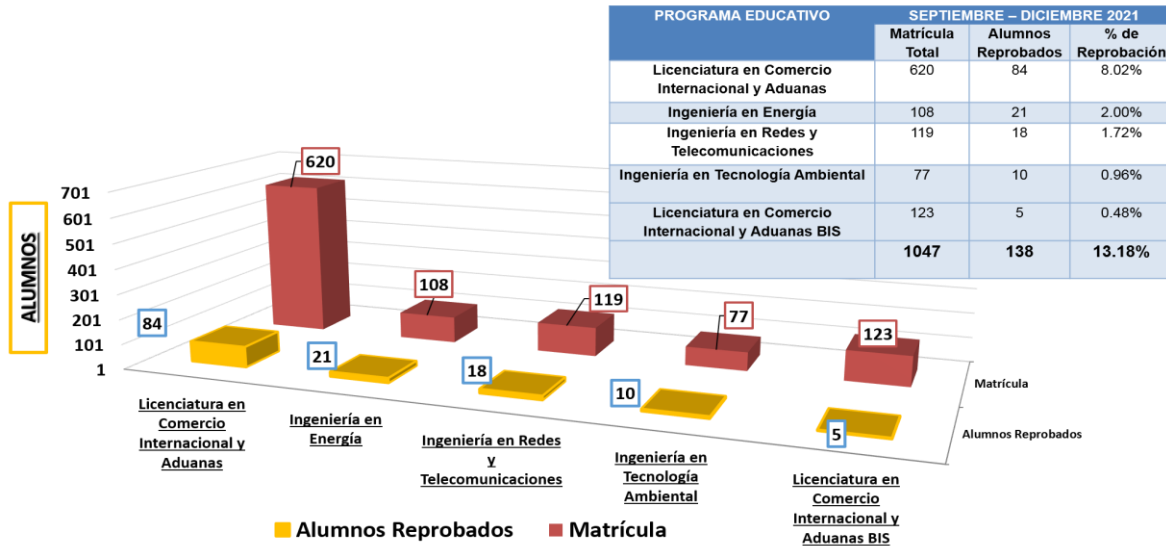 PROGRAMA EDUCATIVO
SEPTIEMBRE – DICIEMBRE 2021
Matrícula Total
Alumnos Reprobados
% de Reprobación
Licenciatura en Comercio
Internacional y Aduanas
620
84
8.02%
Ingeniería en Energía
108
21
2.00%
Ingeniería en Redes y
Telecomunicaciones
119
18
1.72%
Ingeniería en Tecnología Ambiental
77
10
0.96%
Licenciatura en Comercio
Internacional y Aduanas BIS
123
5
0.48%
1047
138
13.18%
ALUMNOS
701
601
501
401
301
201
101
1
620
108
119
77
123
84
21
18
10
5
Matrícula
Alumnos Reprobados
Licenciatura en
Comercio
Internacional y
Aduanas
Ingeniería en
Energía
Ingeniería en Redes
y
Telecomunicaciones
Ingeniería en
Tecnología
Ambiental
Licenciatura en
Comercio
Internacional y
Aduanas BIS
Alumnos Reprobados
Matrícula